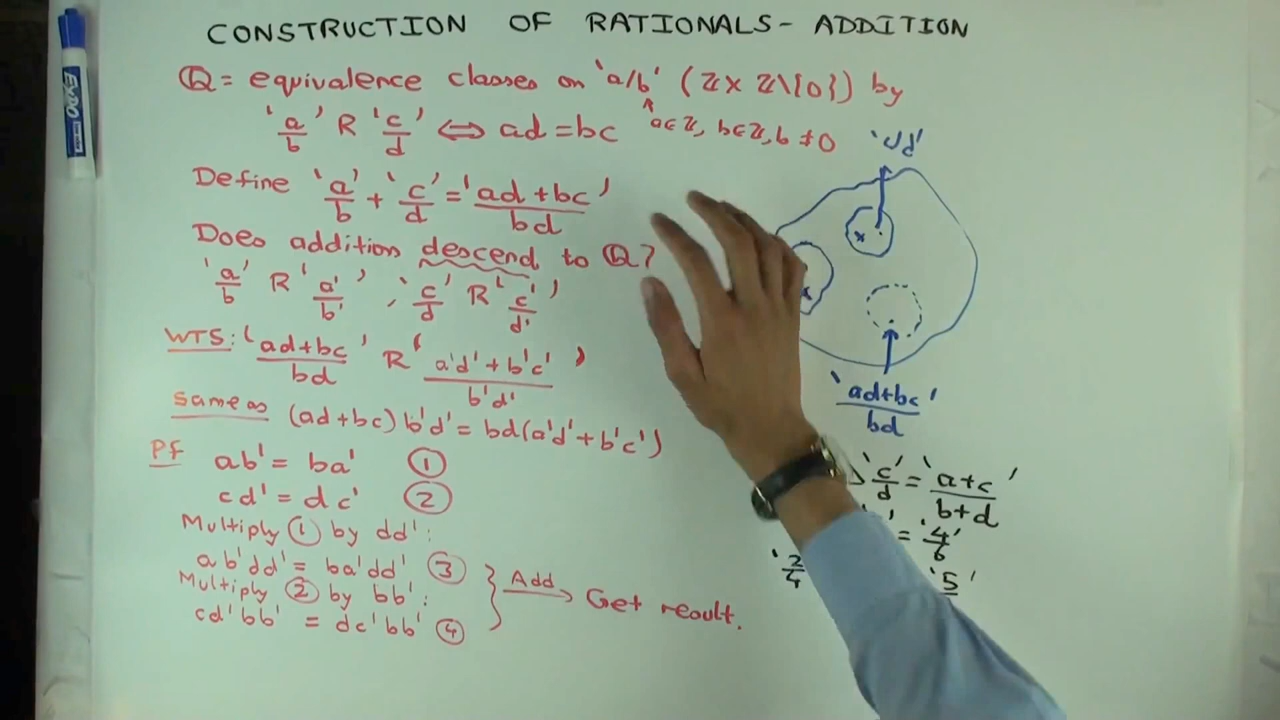 CONSTRUCTION OF RATIONALS - ADDITION
EXPO
ℚ = equivalence classes on 'a/b' (ℤ × ℤ\{0}) by
'a/b' R 'c/d' ⟺ ad = bc
a∈ℤ, b∈ℤ, b ≠ 0
Define 'a/b' + 'c/d' = '(ad + bc)/bd'
Does addition descend to ℚ?
'a/b' R 'a'/b'', 'c/d' R 'c'/d''
WTS: '(ad+bc)/bd' R '(a'd' + b'c')/b'd''
Same as (ad + bc) b'd' = bd(a'd' + b'c')
Pf ab' = ba' ①
cd' = dc' ②
Multiply ① by dd':
ab'dd' = ba'dd' ③
Multiply ② by bb':
cd'bb' = dc'bb' ④
Add
Get result.
'(ad+bc)/bd'
'c/d' = '(a+c)/(b+d)'
= '4/6'
'2/4
'5'